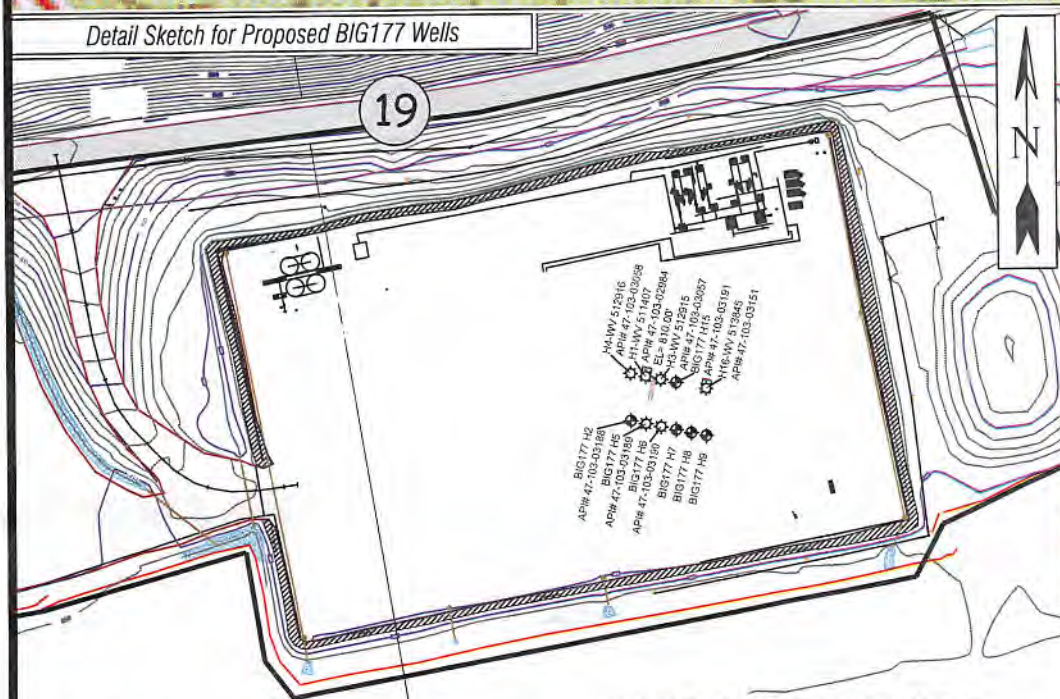 Detail Sketch for Proposed BIG177 Wells
19
N
H4-WV 512916
API# 47-103-03058
H1-WV 511407
API# 47-103-02984
EL= 810.00'
H3-WV 512915
API# 47-103-03057
BIG177 H15
API# 47-103-03191
H16-WV 513845
API# 47-103-03151
BIG177 H2
API# 47-103-03188
BIG177 H5
API# 47-103-03189
BIG177 H6
API# 47-103-03190
BIG177 H7
BIG177 H8
BIG177 H9